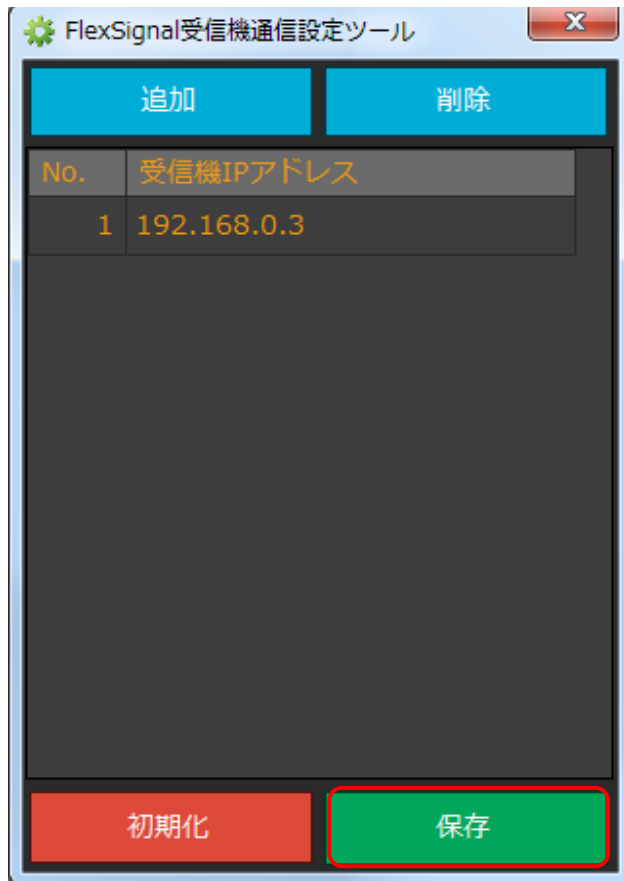 FlexSignal受信機通信設定ツール
追加 削除
No. 受信機IPアドレス
1 192.168.0.3
初期化 保存